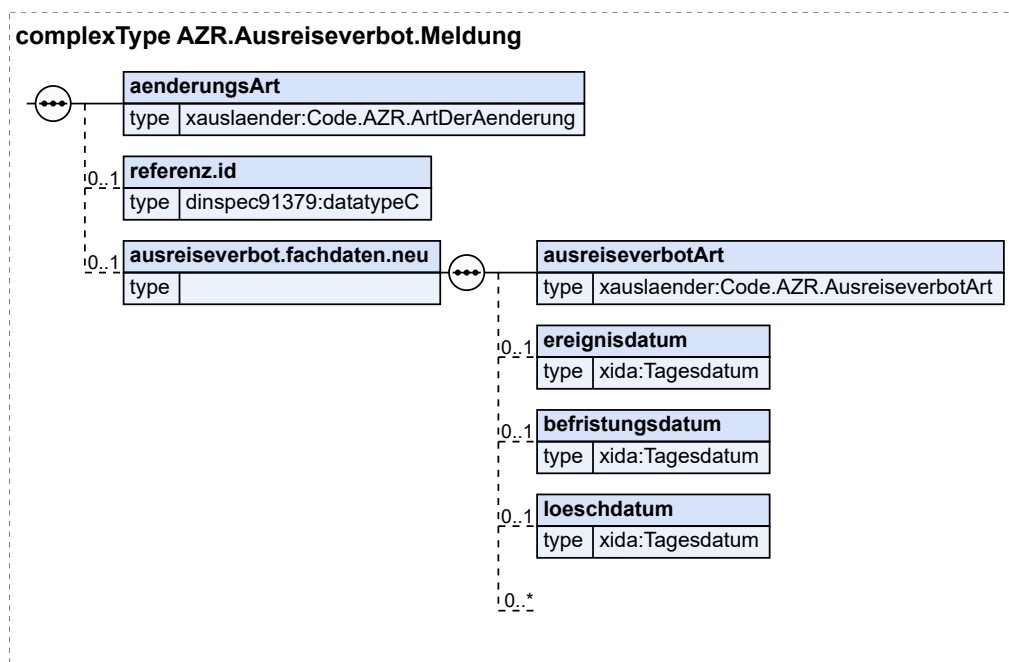 complexType AZR.Ausreiseverbot.Meldung
aenderungsArt
type xauslaender:Code.AZR.ArtDerAenderung
0..1 referenz.id
type dinspec91379:datatypeC
0..1 ausreiseverbot.fachdaten.neu
type
ausreiseverbotArt
type xauslaender:Code.AZR.AusreiseverbotArt
0..1 ereignisdatum
type xida:Tagesdatum
0..1 befristungsdatum
type xida:Tagesdatum
0..1 loeschdatum
type xida:Tagesdatum
0..*